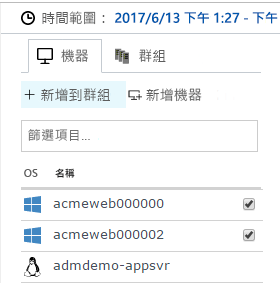 時間範圍： 2017/6/13 下午 1:27 - 下午
機器 群組
+ 新增到群組 新增機器
篩選項目...
OS 名稱
acmeweb000000
acmeweb000002
admdemo-appsvr